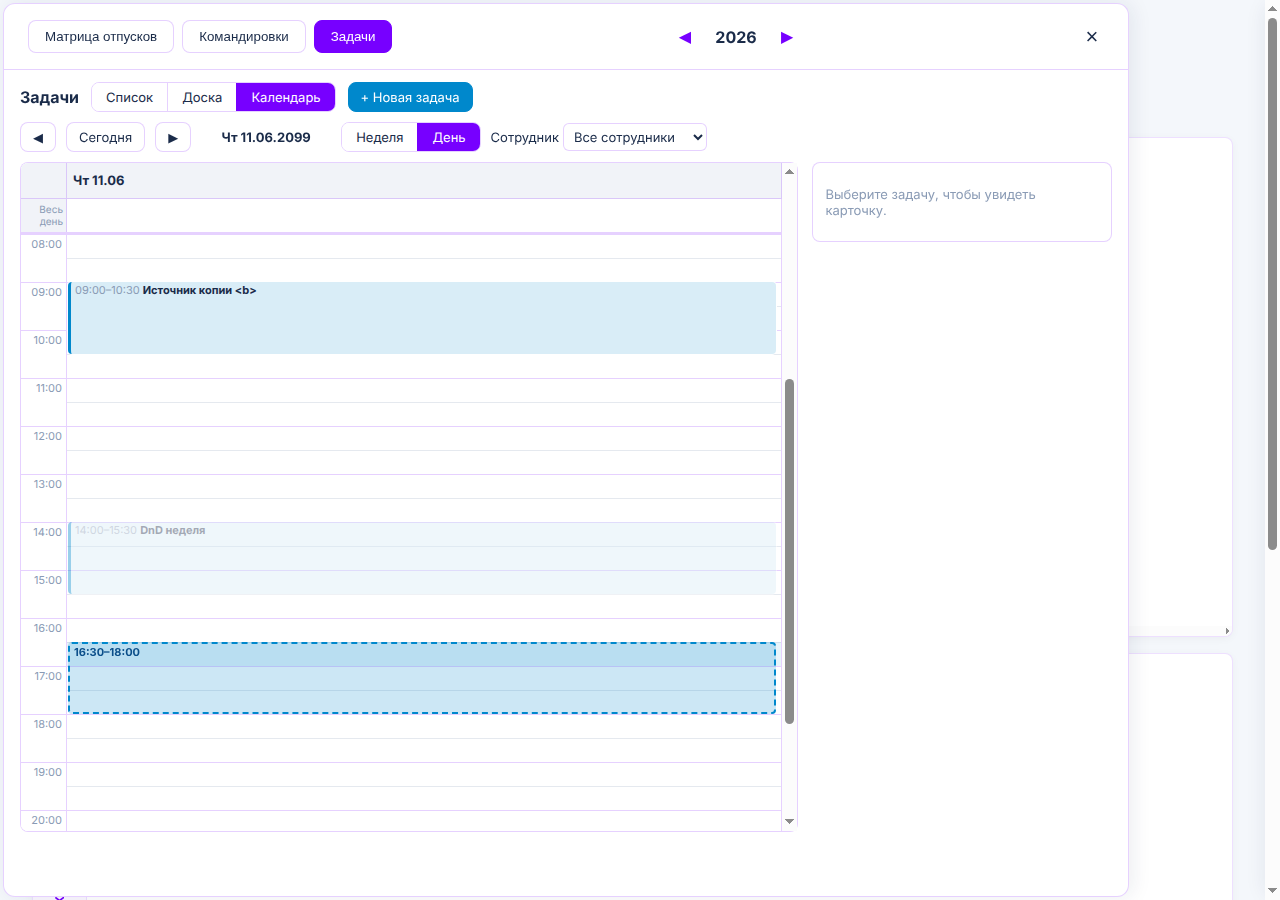 Матрица отпусков Командировки Задачи ◀ 2026 ▶ ×
Задачи Список Доска Календарь + Новая задача
◀ Сегодня ▶ Чт 11.06.2099 Неделя День Сотрудник Все сотрудники
Чт 11.06
Весь
день
Выберите задачу, чтобы увидеть
карточку.
08:00
09:00–10:30 Источник копии <b>
09:00
10:00
11:00
12:00
13:00
14:00–15:30 DnD неделя
14:00
15:00
16:00
16:30–18:00
17:00
18:00
19:00
20:00